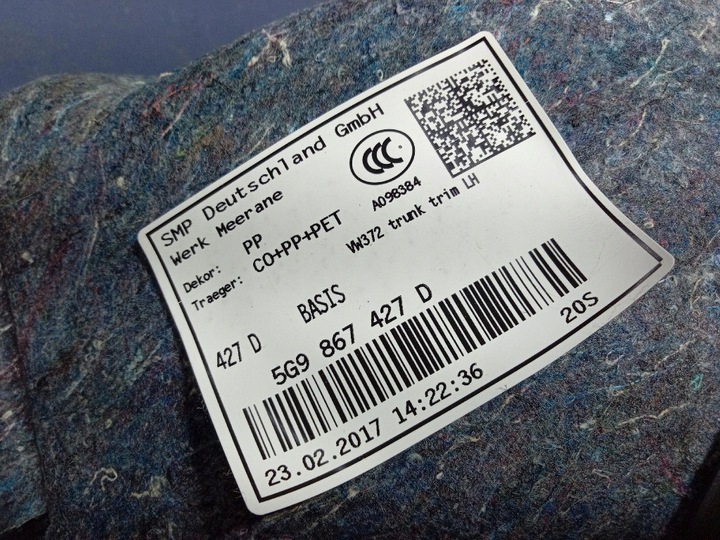 SMP Deutschland GmbH
Werk Meerane
CCC
A098384
Dekor: PP
Traeger: CO+PP+PET
VW372 trunk trim LH
427 D BASIS
5G9 867 427 D
20S
23.02.2017 14:22:36